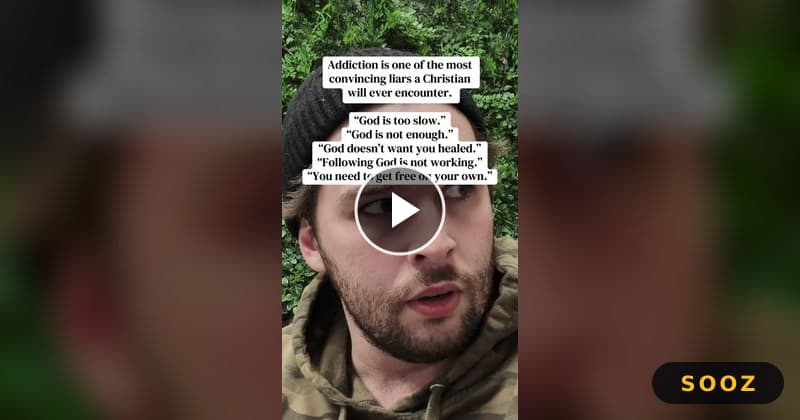 Addiction is one of the most
convincing liars a Christian
will ever encounter.
“God is too slow.”
“God is not enough.”
“God doesn’t want you healed.”
“Following God is not working.”
“You need to get free on your own.”
SOOZ